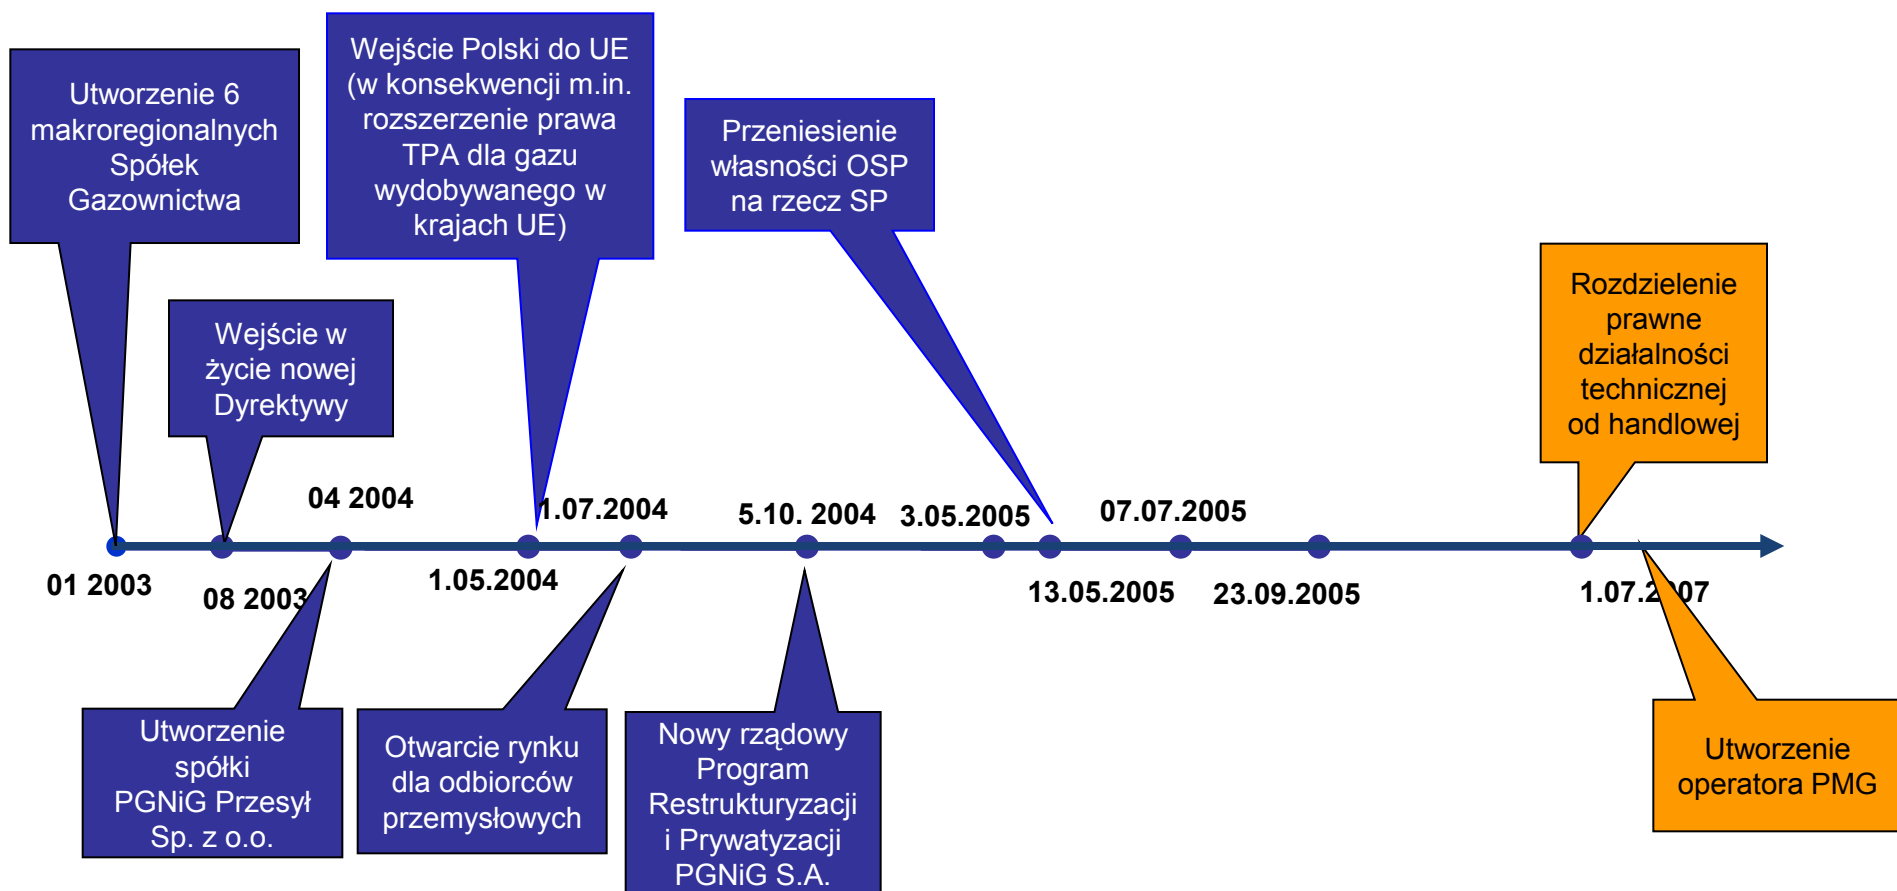 Utworzenie 6
makroregionalnych
Spółek
Gazownictwa
Wejście Polski do UE
(w konsekwencji m.in.
rozszerzenie prawa
TPA dla gazu
wydobywanego w
krajach UE)
Przeniesienie
własności OSP
na rzecz SP
Rozdzielenie
prawne
działalności
technicznej
od handlowej
Wejście w
życie nowej
Dyrektywy
04 2004
1.07.2004
5.10. 2004
3.05.2005
07.07.2005
01 2003
08 2003
1.05.2004
13.05.2005
23.09.2005
1.07.2007
Utworzenie
spółki
PGNiG Przesył
Sp. z o.o.
Otwarcie rynku
dla odbiorców
przemysłowych
Nowy rządowy
Program
Restrukturyzacji
i Prywatyzacji
PGNiG S.A.
Utworzenie
operatora PMG